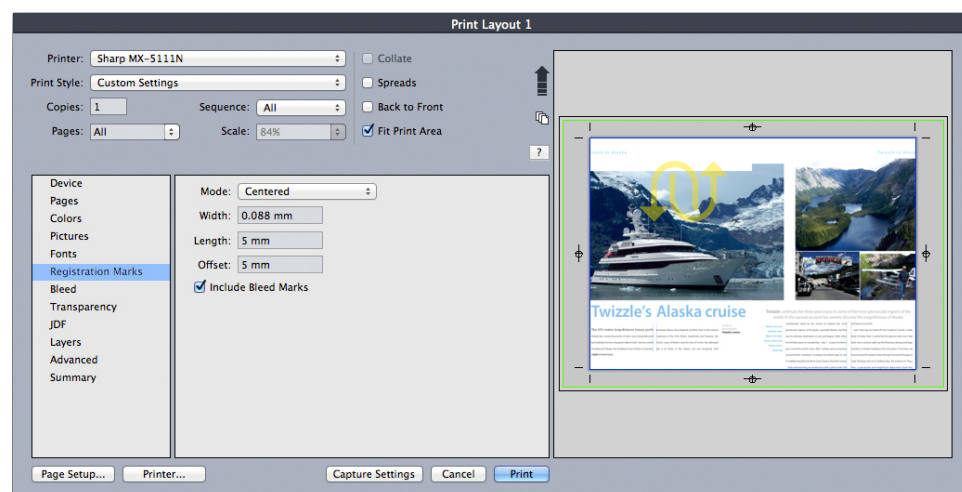 Print Layout 1
Printer: Sharp MX-5111N
Collate
Print Style: Custom Settings
Spreads
Copies: 1 Sequence: All
Back to Front
Pages: All Scale: 84%
Fit Print Area
?
Device
Pages
Colors
Pictures
Fonts
Registration Marks
Bleed
Transparency
JDF
Layers
Advanced
Summary
Mode: Centered
Width: 0.088 mm
Length: 5 mm
Offset: 5 mm
Include Bleed Marks
Twizzle's Alaska cruise
Page Setup... Printer... Capture Settings Cancel Print